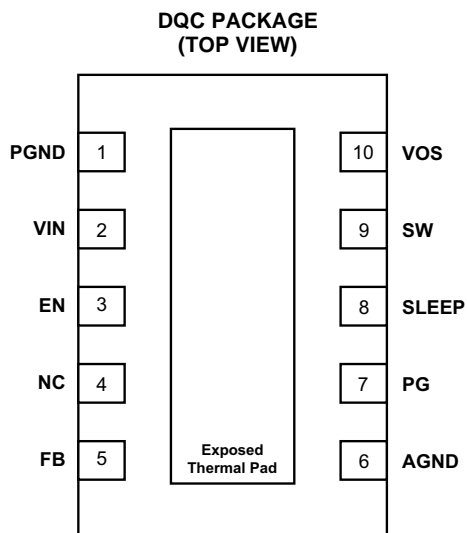 DQC PACKAGE
(TOP VIEW)
PGND 1 10 VOS
VIN 2 9 SW
EN 3 8 SLEEP
NC 4 7 PG
FB 5 6 AGND
Exposed
Thermal Pad